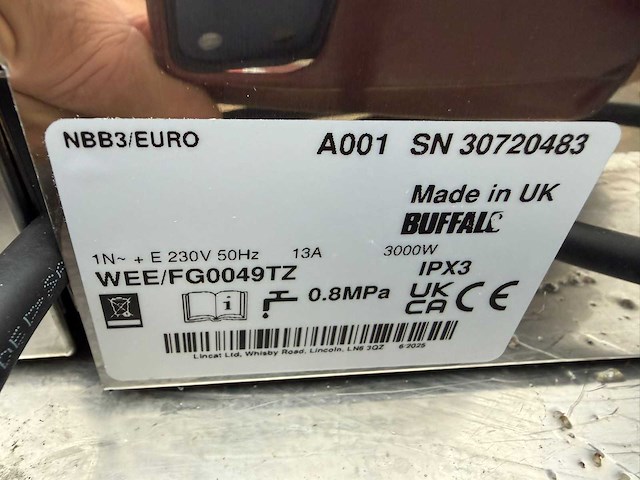 NBB3/EURO A001 SN 30720483
Made in UK
BUFFALO
1N~ + E 230V 50Hz 13A 3000W
WEE/FG0049TZ IPX3
i 0.8MPa UK CA CE
Lincat Ltd, Whisby Road, Lincoln, LN6 3QZ 6/2025